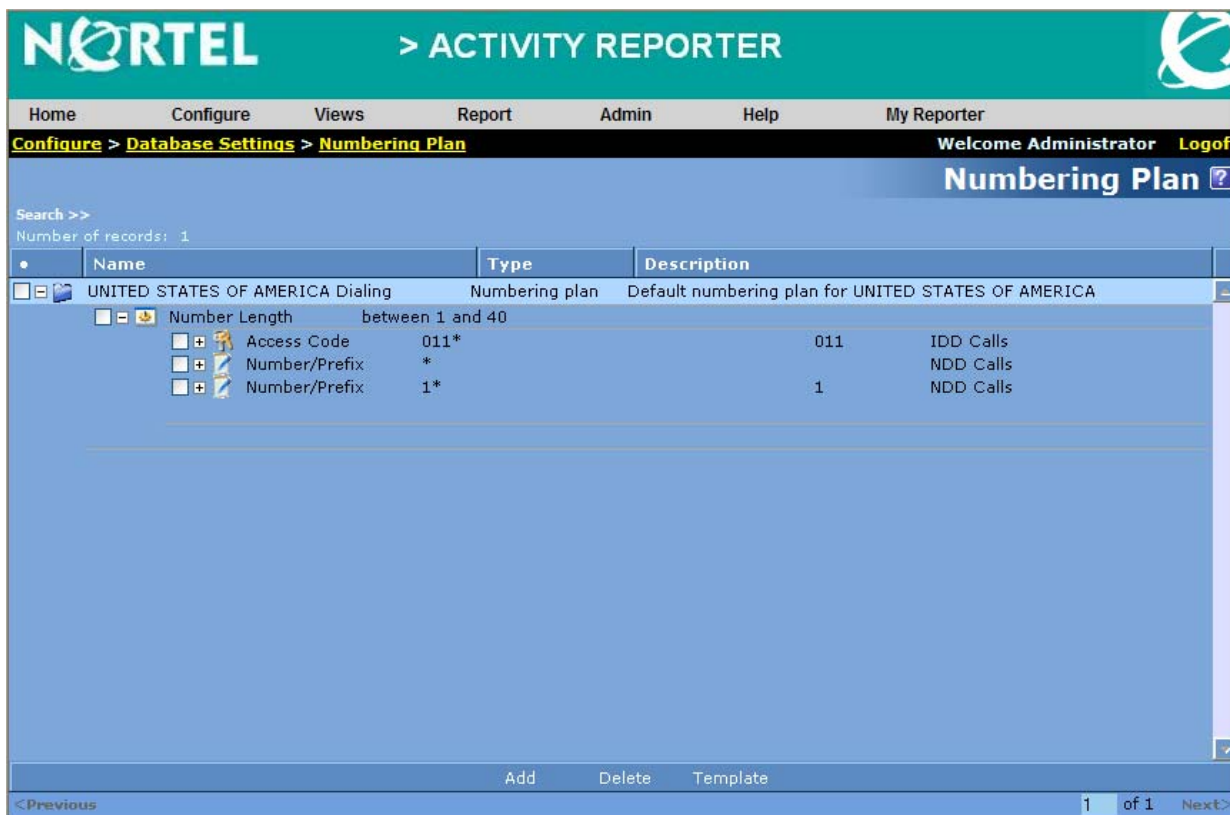 NORTEL > ACTIVITY REPORTER
Home Configure Views Report Admin Help My Reporter
Configure > Database Settings > Numbering Plan Welcome Administrator Logof
Numbering Plan ?
Search >>
Number of records: 1
Name Type Description
UNITED STATES OF AMERICA Dialing Numbering plan Default numbering plan for UNITED STATES OF AMERICA
Number Length between 1 and 40
Access Code 011* 011 IDD Calls
Number/Prefix * NDD Calls
Number/Prefix 1* 1 NDD Calls
Add Delete Template
<Previous 1 of 1 Next>